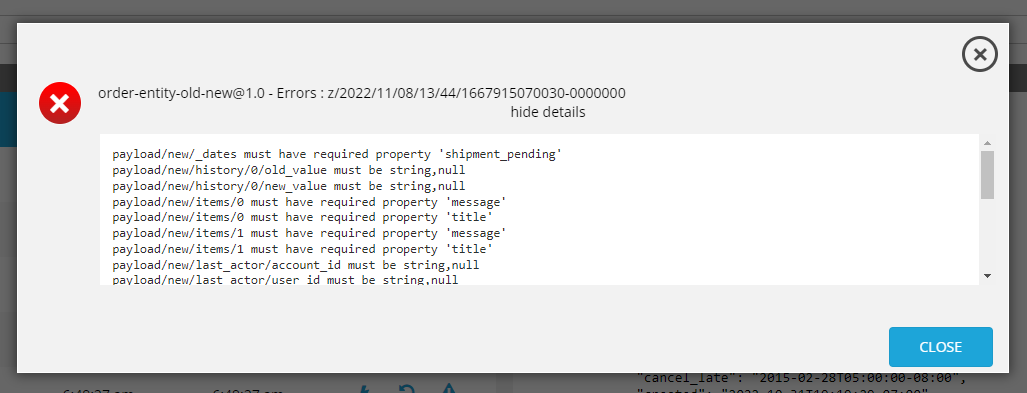 order-entity-old-new@1.0 - Errors : z/2022/11/08/13/44/1667915070030-0000000
hide details
payload/new/_dates must have required property 'shipment_pending'
payload/new/history/0/old_value must be string,null
payload/new/history/0/new_value must be string,null
payload/new/items/0 must have required property 'message'
payload/new/items/0 must have required property 'title'
payload/new/items/1 must have required property 'message'
payload/new/items/1 must have required property 'title'
payload/new/last_actor/account_id must be string,null
payload/new/last_actor/user_id must be string,null
CLOSE
"cancel_late": "2015-02-28T05:00:00-08:00",